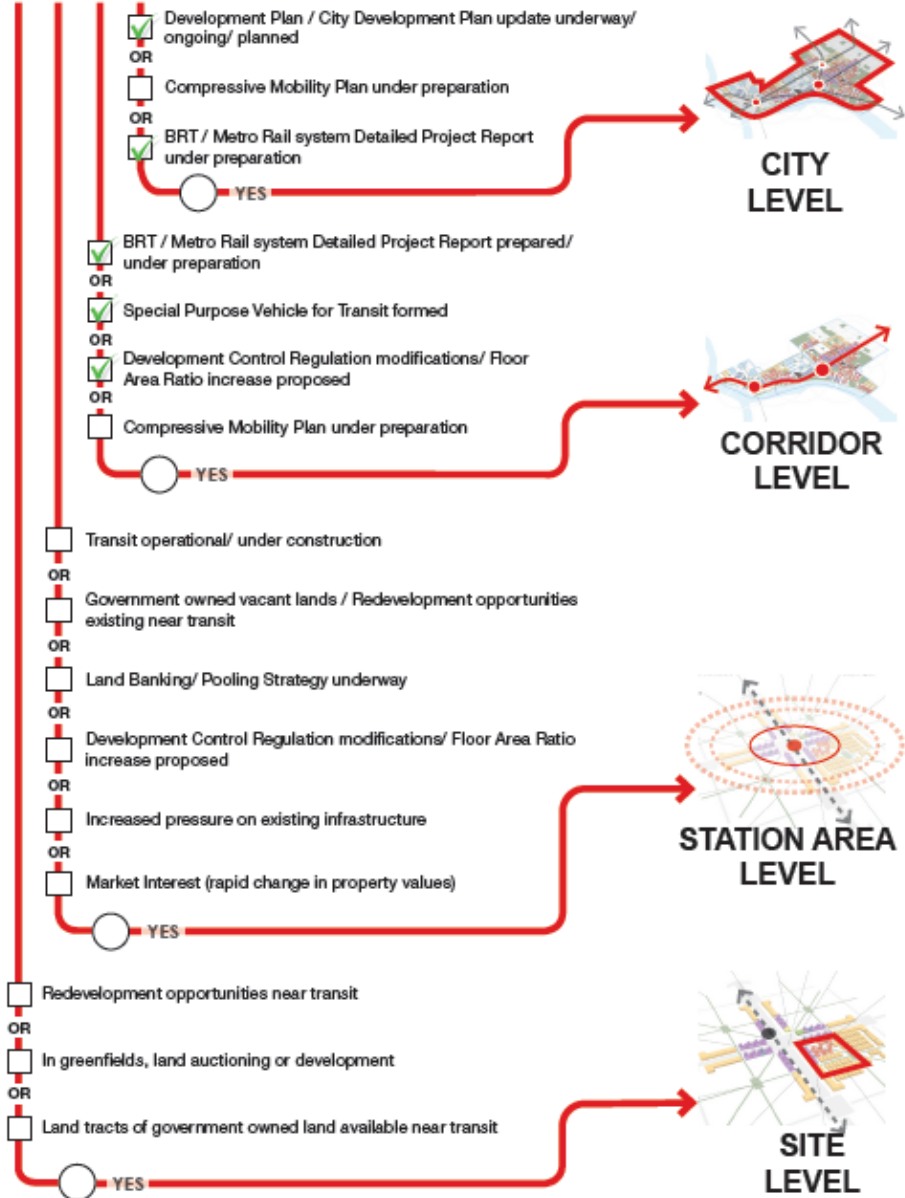 Development Plan / City Development Plan update underway/
ongoing/ planned
OR
Compressive Mobility Plan under preparation
OR
BRT / Metro Rail system Detailed Project Report
under preparation
YES
CITY
LEVEL
BRT / Metro Rail system Detailed Project Report prepared/
under preparation
OR
Special Purpose Vehicle for Transit formed
OR
Development Control Regulation modifications/ Floor
Area Ratio increase proposed
OR
Compressive Mobility Plan under preparation
YES
CORRIDOR
LEVEL
Transit operational/ under construction
OR
Government owned vacant lands / Redevelopment opportunities
existing near transit
OR
Land Banking/ Pooling Strategy underway
OR
Development Control Regulation modifications/ Floor Area Ratio
increase proposed
OR
Increased pressure on existing infrastructure
OR
Market Interest (rapid change in property values)
YES
STATION AREA
LEVEL
Redevelopment opportunities near transit
OR
In greenfields, land auctioning or development
OR
Land tracts of government owned land available near transit
YES
SITE
LEVEL